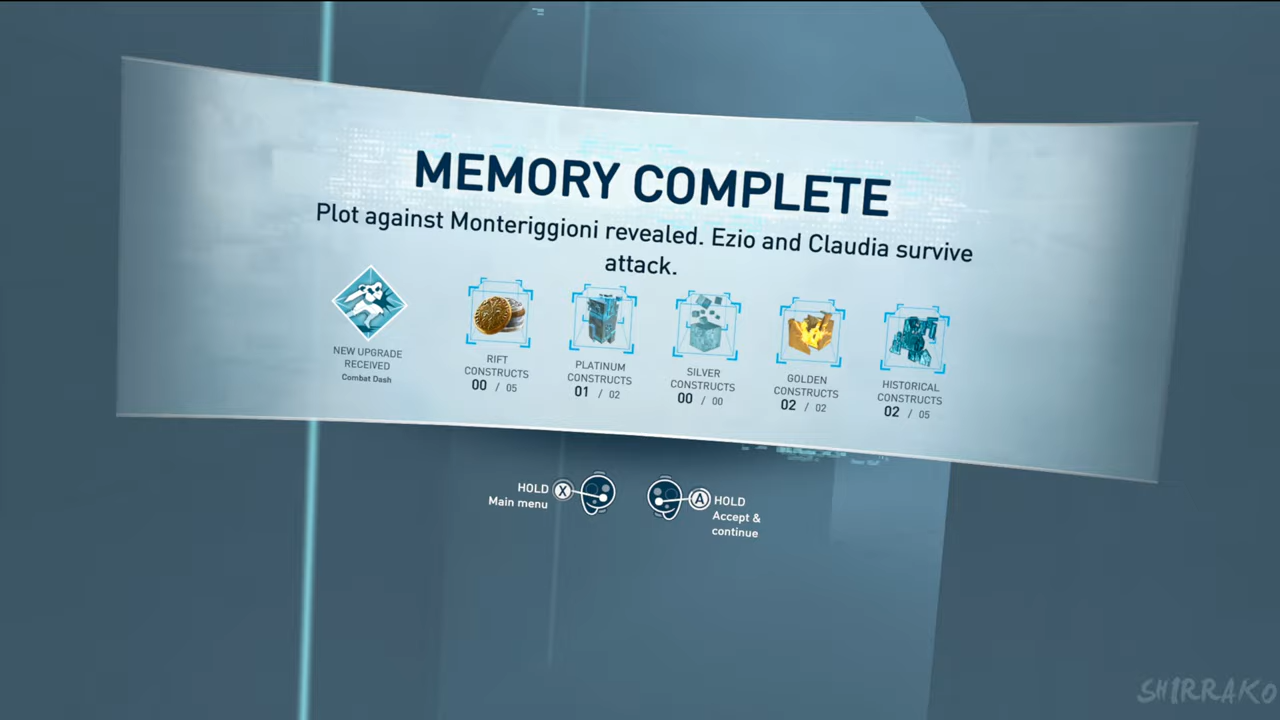 MEMORY COMPLETE
Plot against Monteriggioni revealed. Ezio and Claudia survive
attack.
NEW UPGRADE
RECEIVED
Combat Dash
RIFT
CONSTRUCTS
00 / 05
PLATINUM
CONSTRUCTS
01 / 02
SILVER
CONSTRUCTS
00 / 00
GOLDEN
CONSTRUCTS
02 / 02
HISTORICAL
CONSTRUCTS
02 / 05
HOLD X
Main menu
A HOLD
Accept &
continue
SHIRRAKO